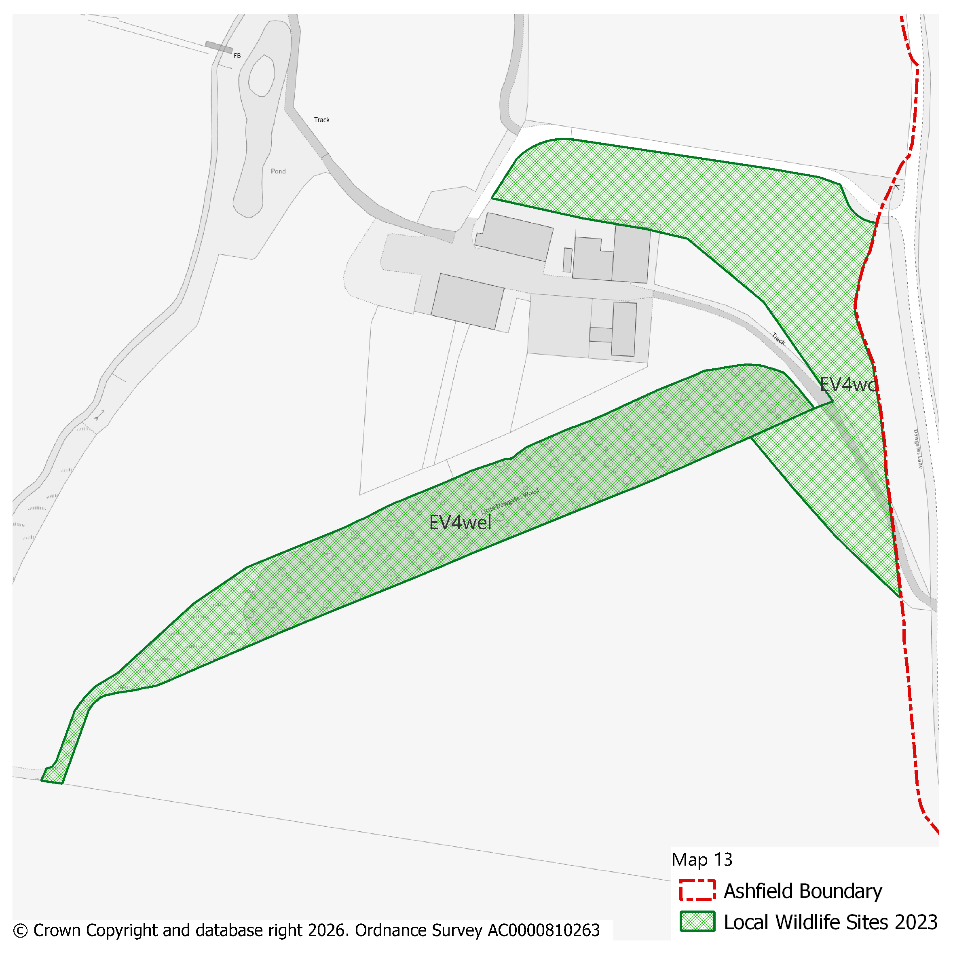 FB
Track
Pond
Track
EV4wc
EV4wel
Wood
Map 13
Ashfield Boundary
Local Wildlife Sites 2023
© Crown Copyright and database right 2026. Ordnance Survey AC0000810263